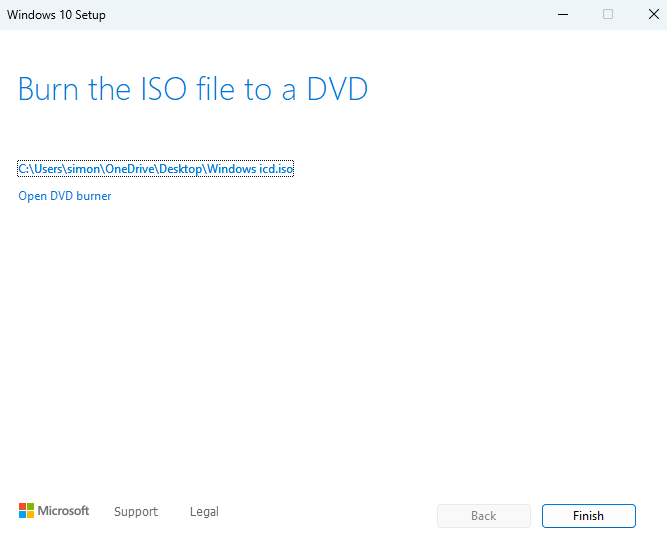 Windows 10 Setup
Burn the ISO file to a DVD
C:\Users\simon\OneDrive\Desktop\Windows icd.iso
Open DVD burner
Microsoft Support Legal Back Finish